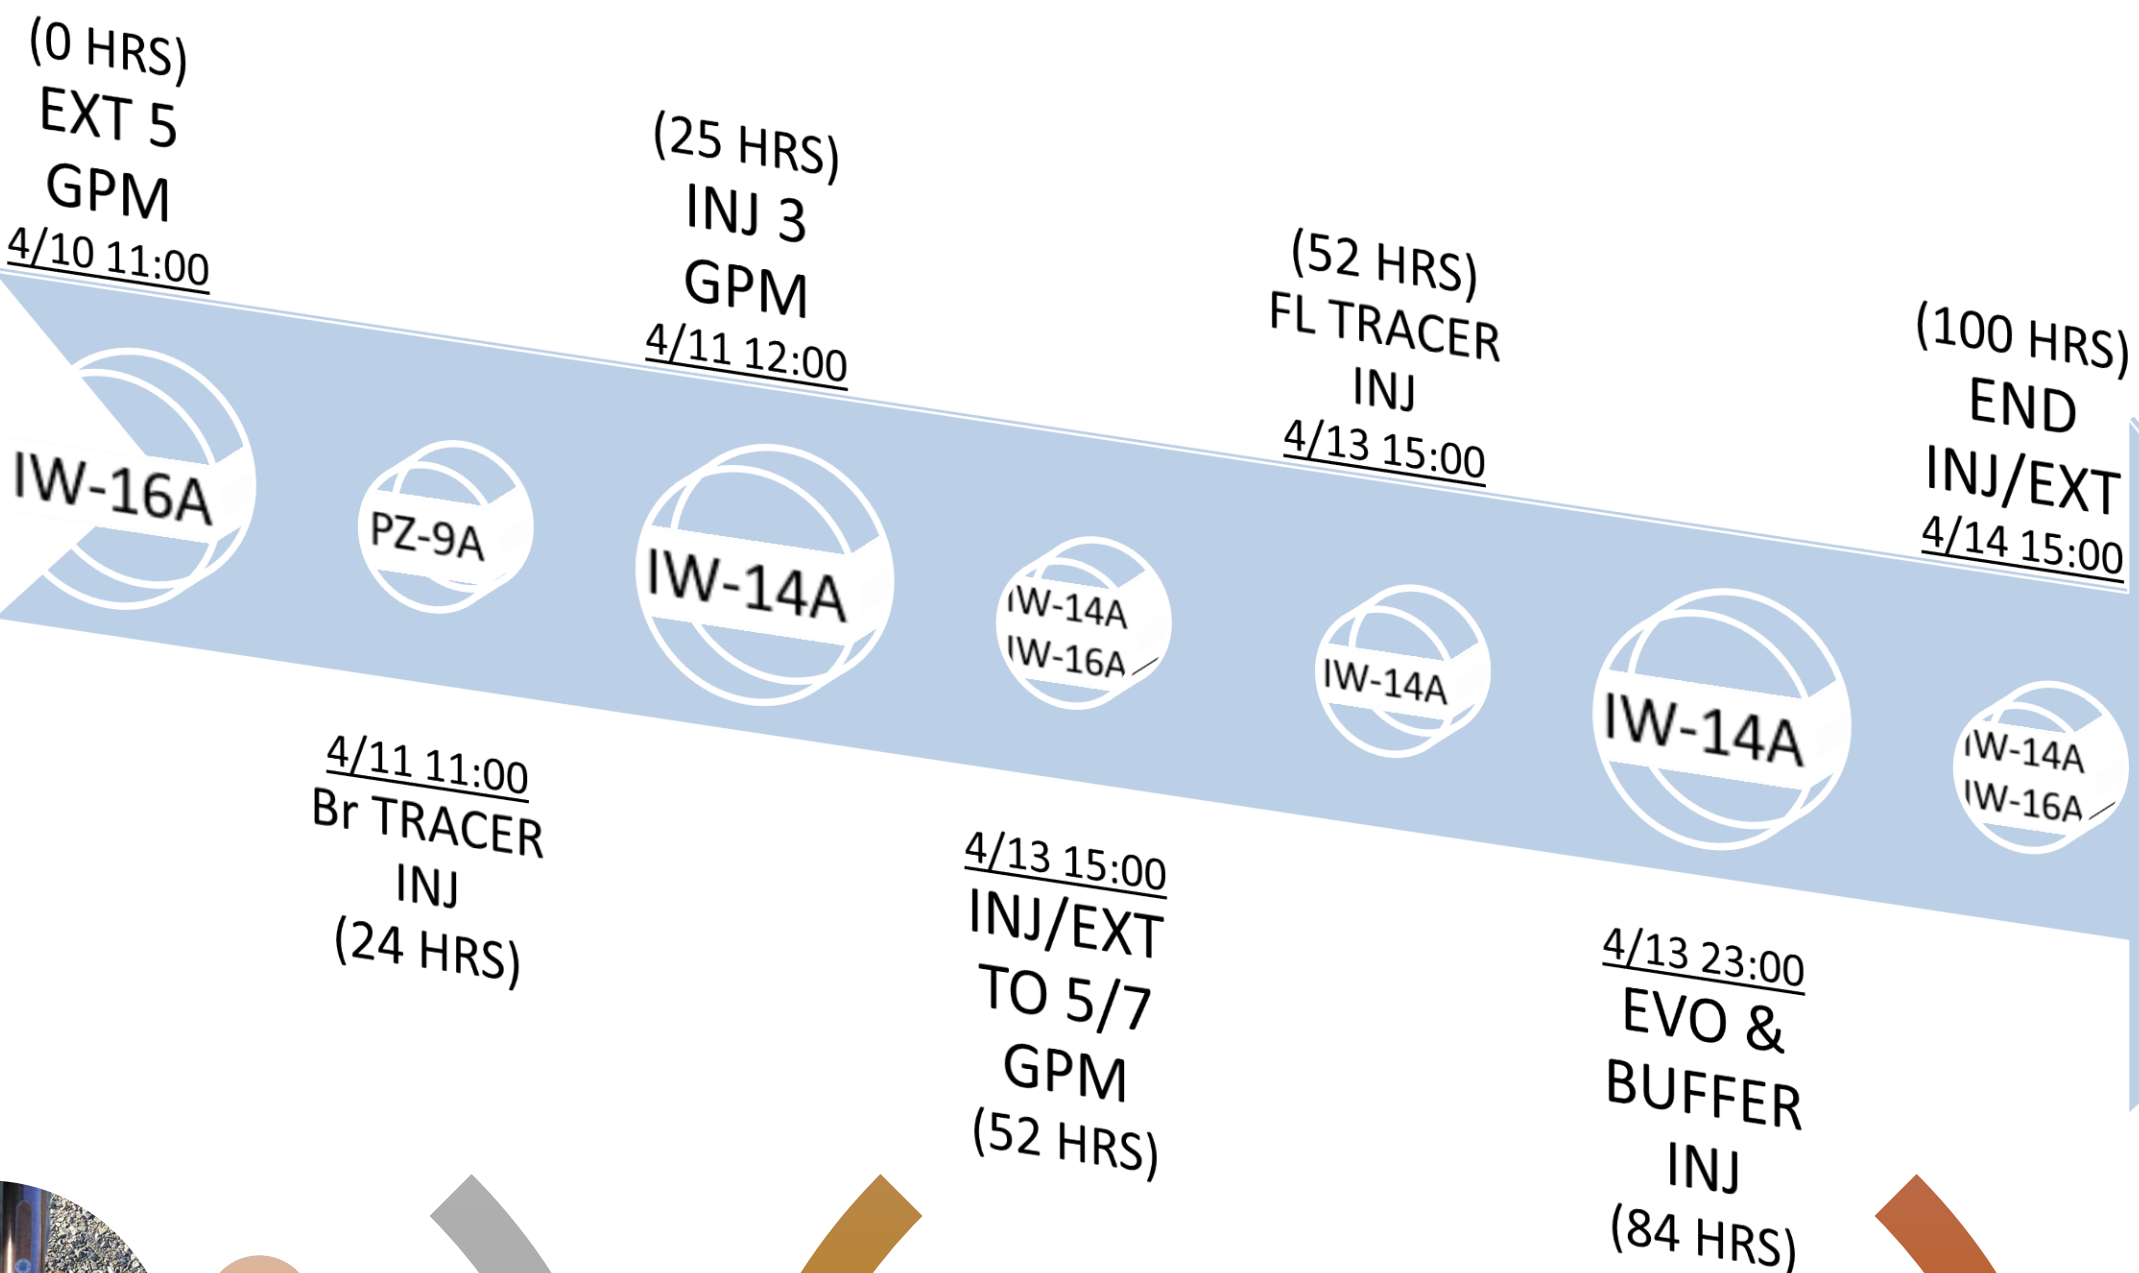 (0 HRS)
EXT 5
GPM
4/10 11:00
IW-16A
PZ-9A
4/11 11:00
Br TRACER
INJ
(24 HRS)
(25 HRS)
INJ 3
GPM
4/11 12:00
IW-14A
IW-14A
IW-16A
4/13 15:00
INJ/EXT
TO 5/7
GPM
(52 HRS)
(52 HRS)
FL TRACER
INJ
4/13 15:00
IW-14A
IW-14A
4/13 23:00
EVO &
BUFFER
INJ
(84 HRS)
(100 HRS)
END
INJ/EXT
4/14 15:00
IW-14A
IW-16A